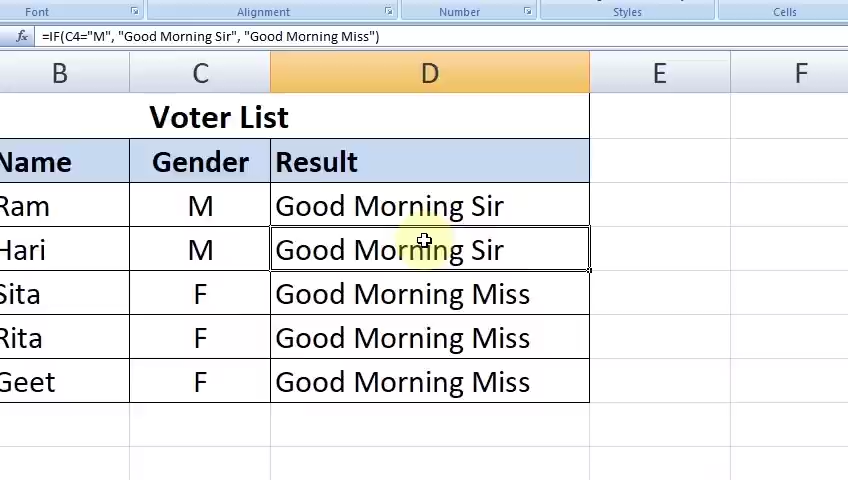 Font Alignment Number Styles Cells
fx =IF(C4="M", "Good Morning Sir", "Good Morning Miss")
B C D E F
Voter List
Name Gender Result
Ram M Good Morning Sir
Hari M Good Morning Sir
Sita F Good Morning Miss
Rita F Good Morning Miss
Geet F Good Morning Miss